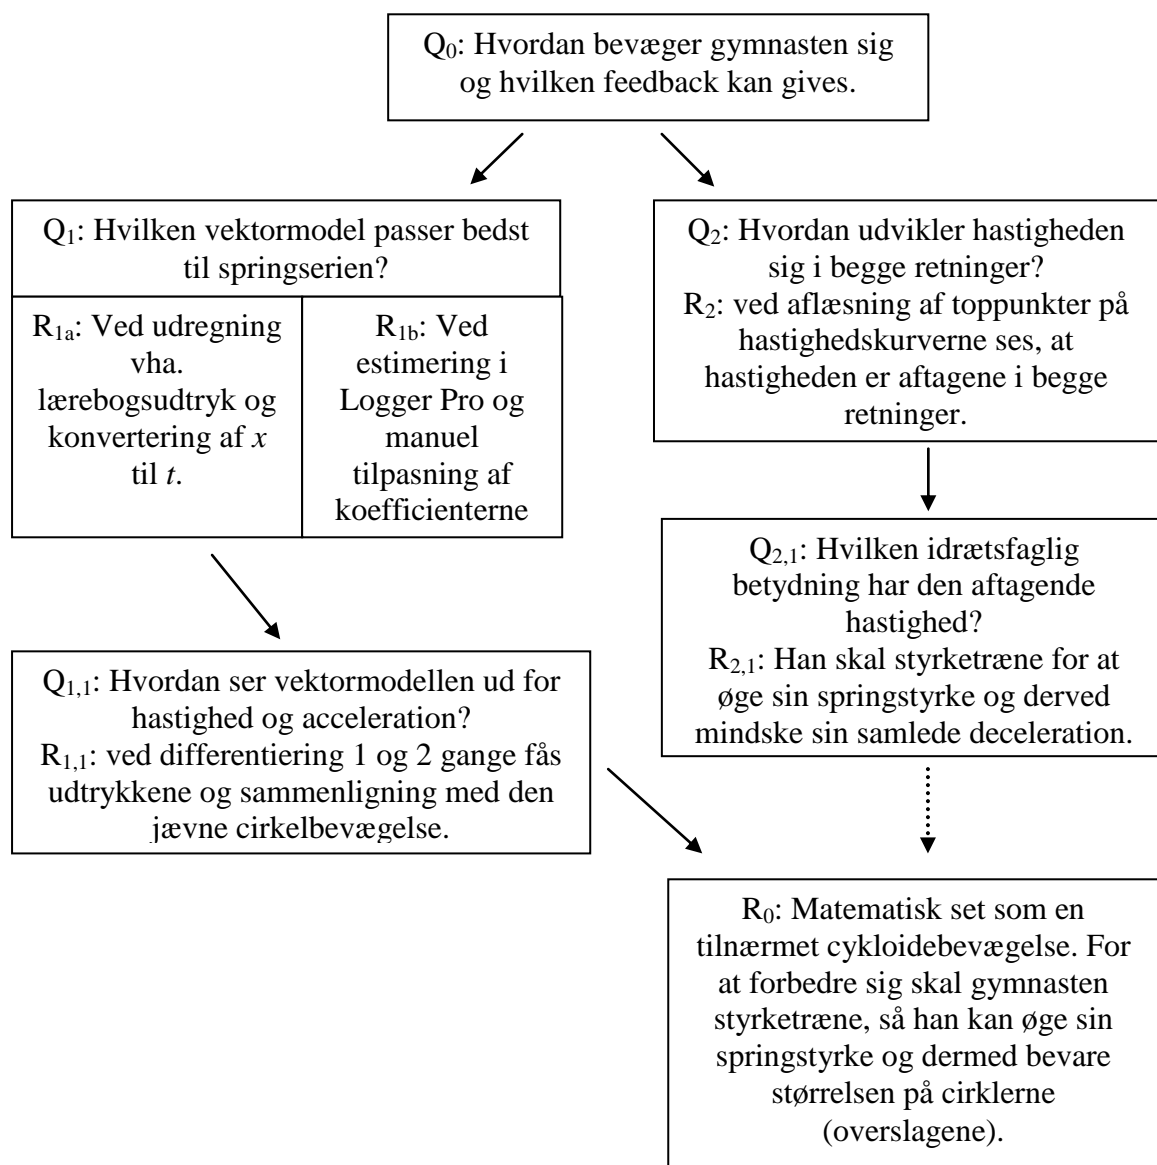 Q₀: Hvordan bevæger gymnasten sig
og hvilken feedback kan gives.
Q₁: Hvilken vektormodel passer bedst
til springserien?
R₁ₐ: Ved udregning
vha.
lærebogsudtryk og
konvertering af x
til t.
R₁b: Ved
estimering i
Logger Pro og
manuel
tilpasning af
koefficienterne
Q₁,₁: Hvordan ser vektormodellen ud for
hastighed og acceleration?
R₁,₁: ved differentiering 1 og 2 gange fås
udtrykkene og sammenligning med den
jævne cirkelbevægelse.
Q₂: Hvordan udvikler hastigheden
sig i begge retninger?
R₂: ved aflæsning af toppunkter på
hastighedskurverne ses, at
hastigheden er aftagene i begge
retninger.
Q₂,₁: Hvilken idrætsfaglig
betydning har den aftagende
hastighed?
R₂,₁: Han skal styrketræne for at
øge sin springstyrke og derved
mindske sin samlede deceleration.
R₀: Matematisk set som en
tilnærmet cykloidebevægelse. For
at forbedre sig skal gymnasten
styrketræne, så han kan øge sin
springstyrke og dermed bevare
størrelsen på cirklerne
(overslagene).